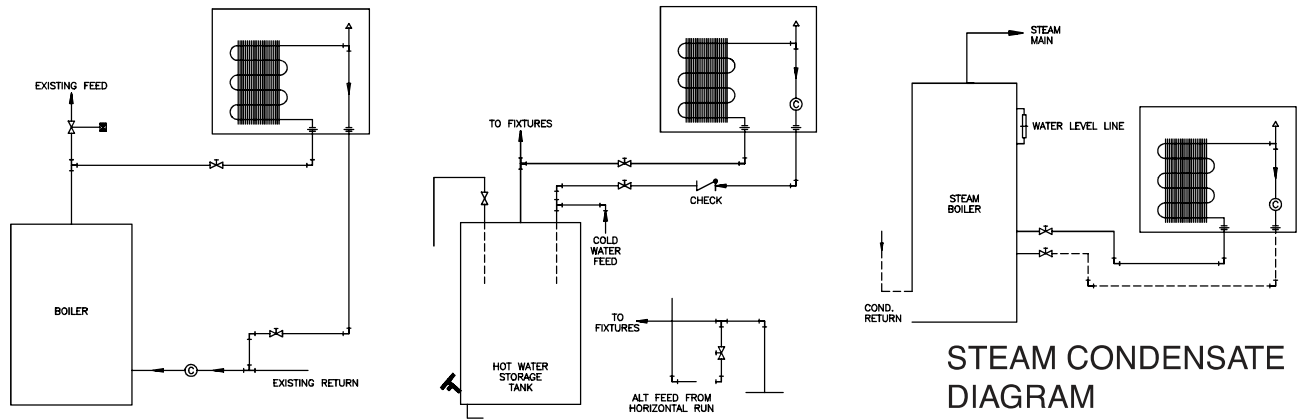 EXISTING FEED
BOILER
C
EXISTING RETURN
C
TO FIXTURES
CHECK
COLD
WATER
FEED
HOT WATER
STORAGE
TANK
TO
FIXTURES
ALT FEED FROM
HORIZONTAL RUN
STEAM
MAIN
WATER LEVEL LINE
STEAM
BOILER
C
COND.
RETURN
STEAM CONDENSATE
DIAGRAM